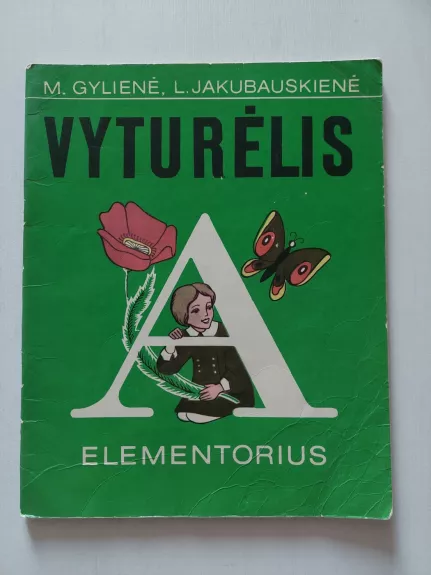 M. GYLIENĖ, L. JAKUBAUSKIENĖ
VYTURĖLIS
A
ELEMENTORIUS